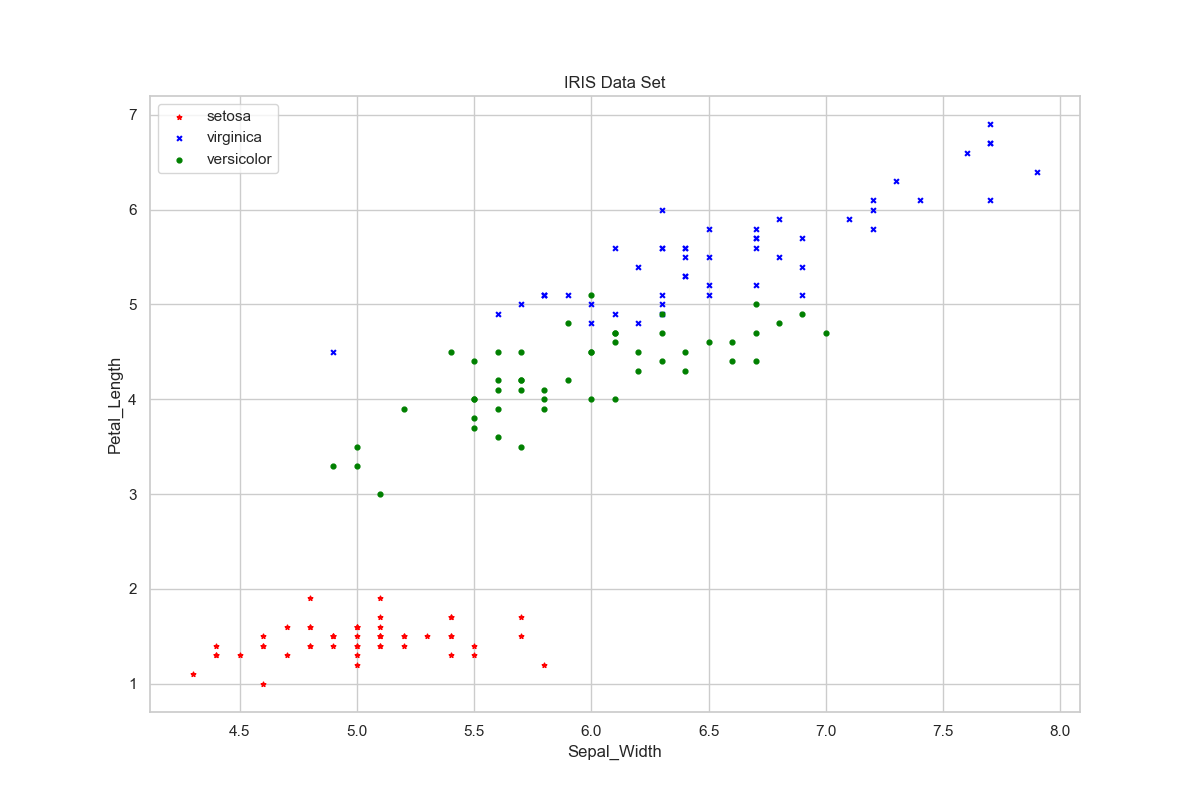 IRIS Data Set
setosa
virginica
versicolor
Petal_Length
7
6
5
4
3
2
1
4.5 5.0 5.5 6.0 6.5 7.0 7.5 8.0
Sepal_Width